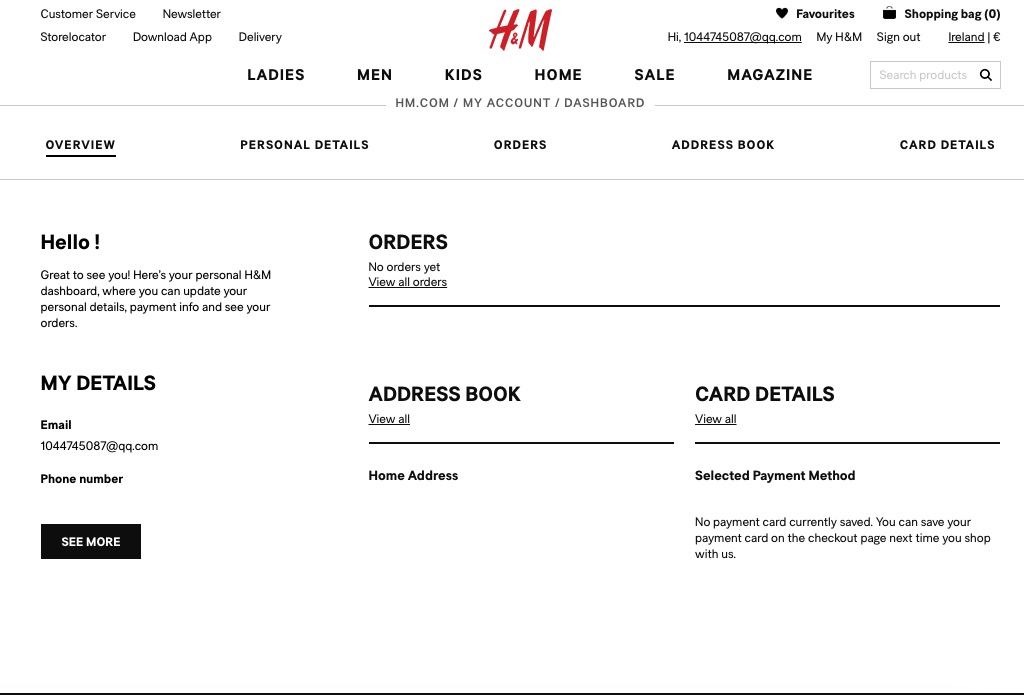 Customer Service Newsletter
Favourites Shopping bag (0)
H&M
Storelocator Download App Delivery
Hi, 1044745087@qq.com My H&M Sign out Ireland | €
LADIES MEN KIDS HOME SALE MAGAZINE
Search products
HM.COM / MY ACCOUNT / DASHBOARD
OVERVIEW PERSONAL DETAILS ORDERS ADDRESS BOOK CARD DETAILS
Hello !
Great to see you! Here's your personal H&M
dashboard, where you can update your
personal details, payment info and see your
orders.
ORDERS
No orders yet
View all orders
MY DETAILS
Email
1044745087@qq.com
Phone number
SEE MORE
ADDRESS BOOK
View all
Home Address
CARD DETAILS
View all
Selected Payment Method
No payment card currently saved. You can save your
payment card on the checkout page next time you shop
with us.